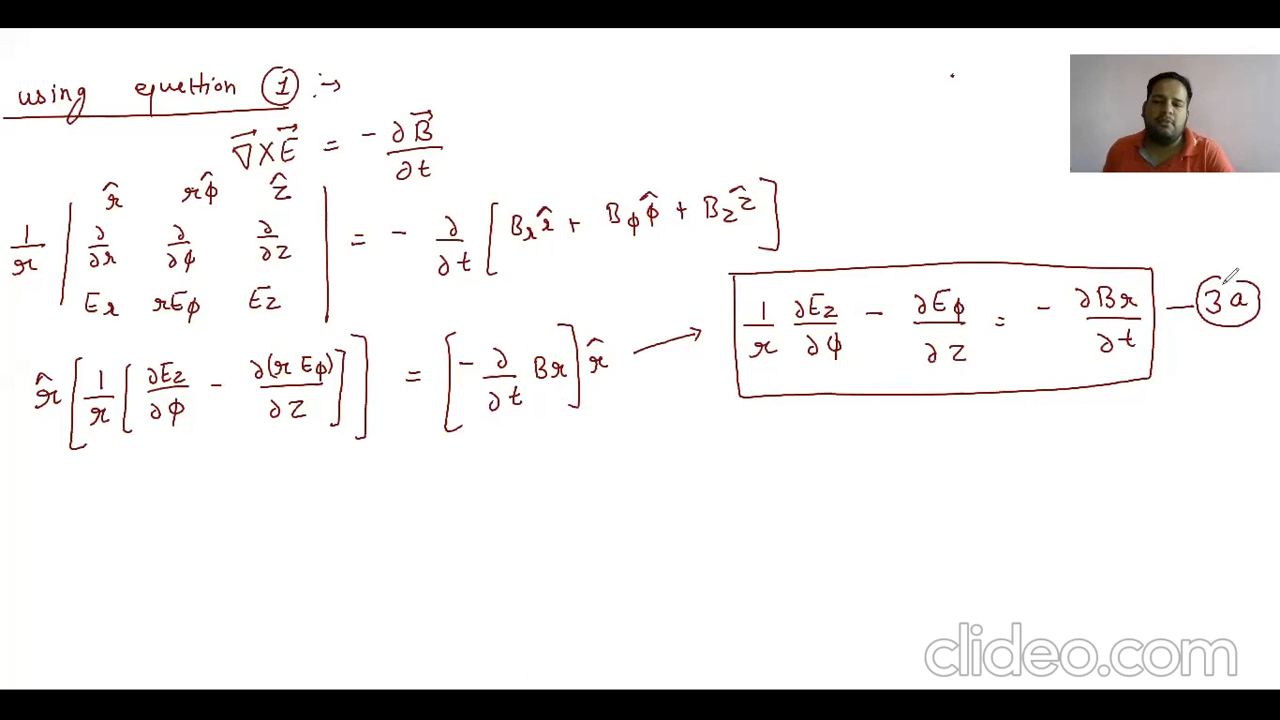 using equettion ① :→
∇⃗ X E⃗ = - ∂B⃗/∂t
1/r | r̂ rφ̂ ẑ | ∂/∂r ∂/∂φ ∂/∂z | Er rEφ Ez | = - ∂/∂t [Br r̂ + Bφ φ̂ + Bz ẑ]
r̂ [1/r [∂Ez/∂φ - ∂(r Eφ)/∂z]] = [- ∂/∂t Br] r̂ →
1/r ∂Ez/∂φ - ∂Eφ/∂z = - ∂Br/∂t — 3a
clideo.com